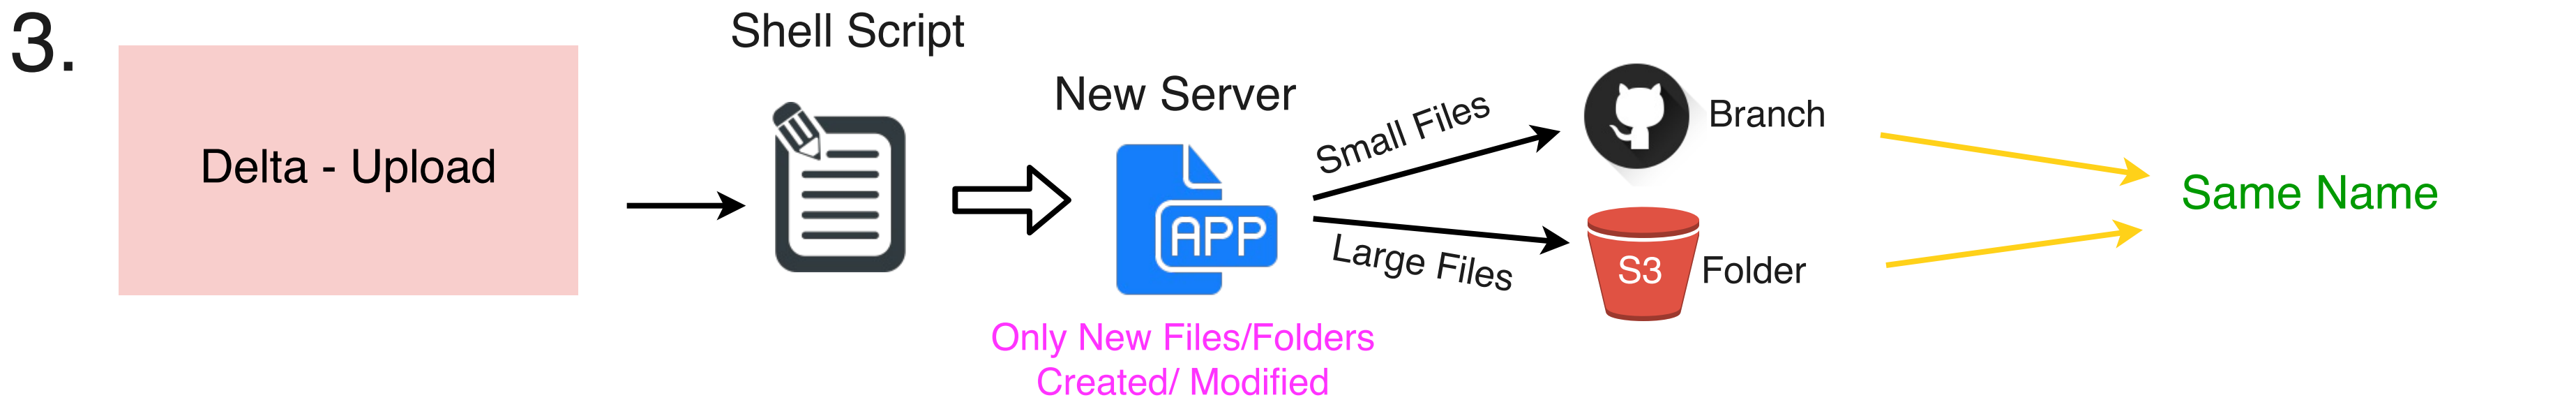 3.
Delta - Upload
Shell Script
New Server
APP
Only New Files/Folders
Created/ Modified
Small Files
Large Files
Branch
S3
Folder
Same Name